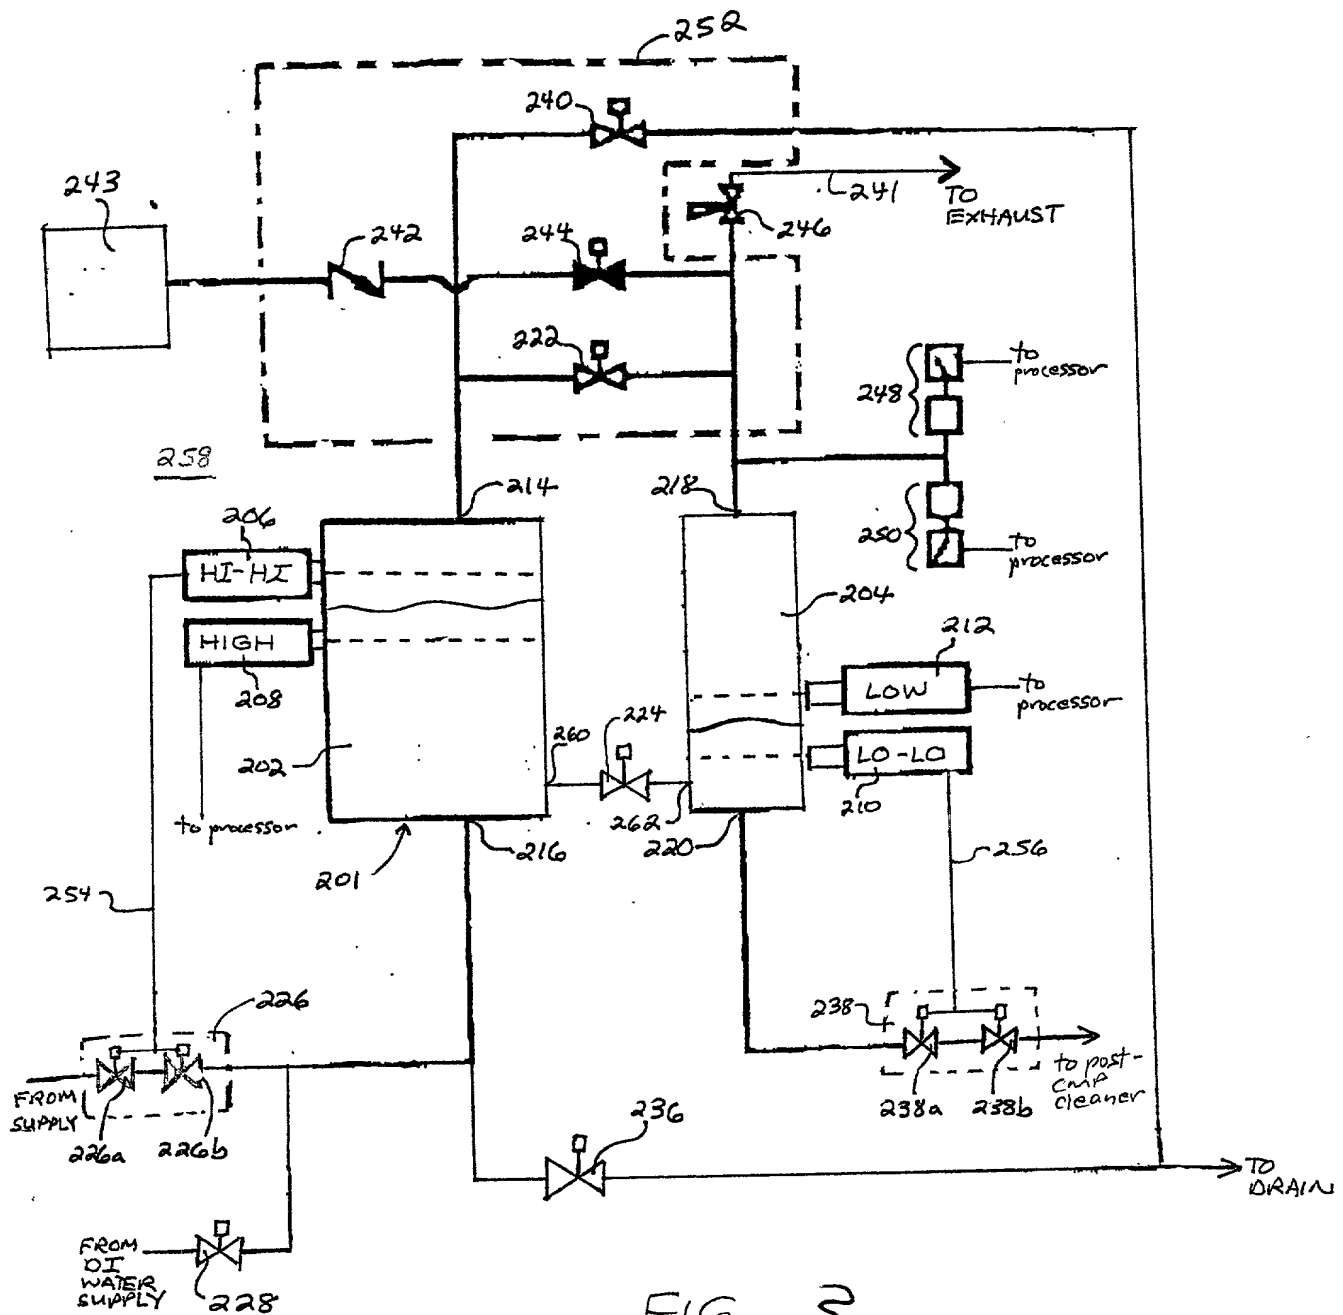 252
240
243
241
TO
EXHAUST
246
242
244
222
248
to
processor
258
214
218
206
250
to
processor
HI-HI
204
212
HIGH
LOW
to
processor
208
224
260
202
LO-LO
210
262
to processor
216
220
256
201
254
226
238
FROM
SUPPLY
226a
226b
238a
238b
to post-
CMP
cleaner
236
TO
DRAIN
FROM
DI
WATER
SUPPLY
228
FIG. 2